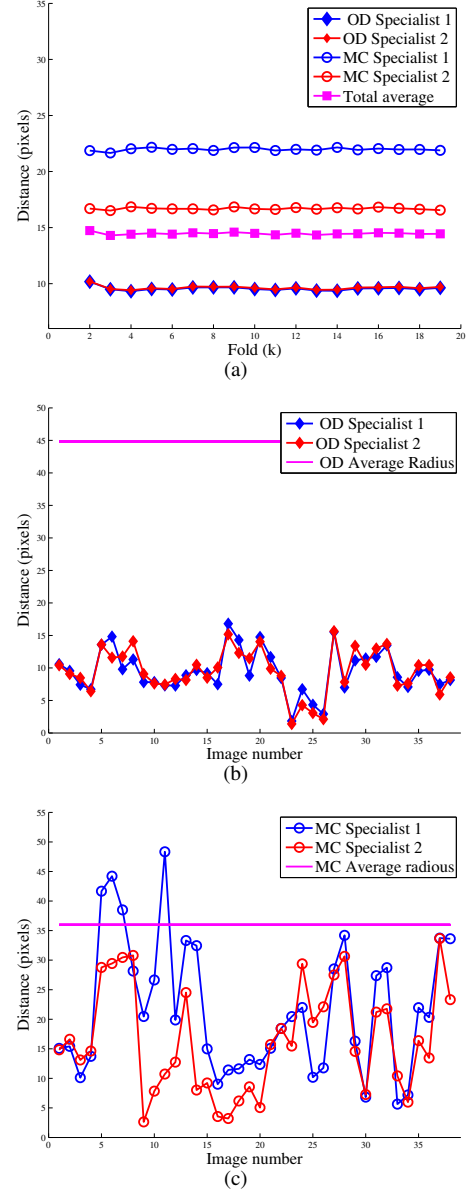 35
30
25
20
15
10
Distance (pixels)
OD Specialist 1
OD Specialist 2
MC Specialist 1
MC Specialist 2
Total average
0 2 4 6 8 10 12 14 16 18 20
Fold (k)
(a)
50
45
40
35
30
25
20
15
10
5
0
Distance (pixels)
OD Specialist 1
OD Specialist 2
OD Average Radius
0 5 10 15 20 25 30 35
Image number
(b)
55
50
45
40
35
30
25
20
15
10
5
0
Distance (pixels)
MC Specialist 1
MC Specialist 2
MC Average radious
0 5 10 15 20 25 30 35
Image number
(c)